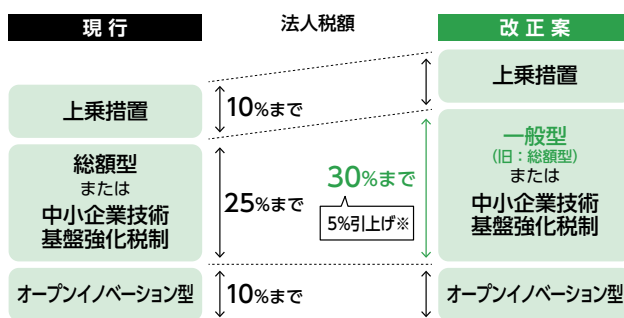 現行
法人税額
改正案
上乗措置
10%まで
上乗措置
総額型
または
中小企業技術
基盤強化税制
25%まで
30%まで
5%引上げ※
一般型
(旧:総額型)
または
中小企業技術
基盤強化税制
オープンイノベーション型
10%まで
オープンイノベーション型